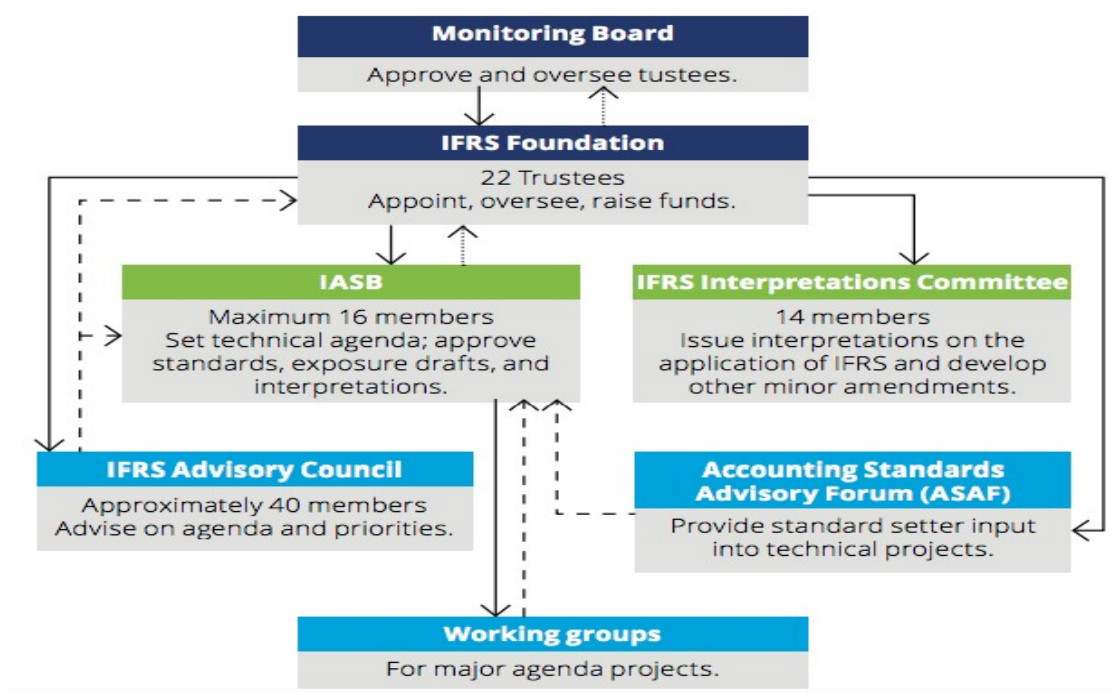 Monitoring Board
Approve and oversee tustees.
IFRS Foundation
22 Trustees
Appoint, oversee, raise funds.
IASB
Maximum 16 members
Set technical agenda; approve
standards, exposure drafts, and
interpretations.
IFRS Interpretations Committee
14 members
Issue interpretations on the
application of IFRS and develop
other minor amendments.
IFRS Advisory Council
Approximately 40 members
Advise on agenda and priorities.
Accounting Standards
Advisory Forum (ASAF)
Provide standard setter input
into technical projects.
Working groups
For major agenda projects.